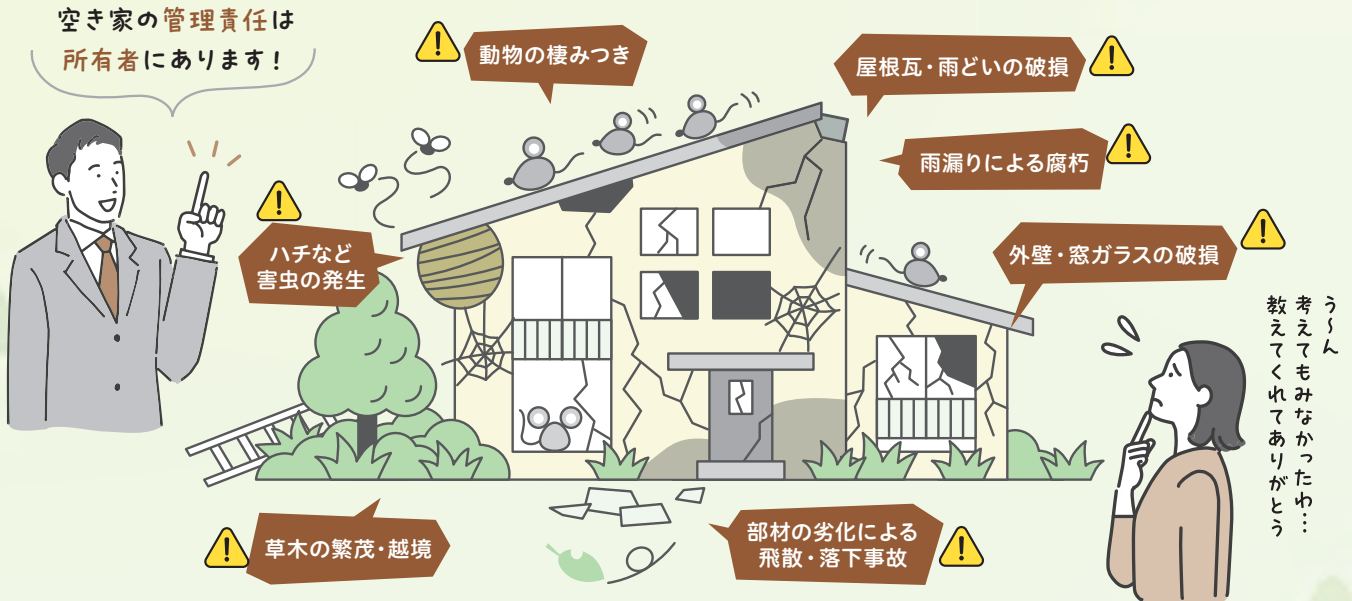 空き家の管理責任は
所有者にあります!
動物の棲みつき
屋根瓦・雨どいの破損
雨漏りによる腐朽
ハチなど
害虫の発生
外壁・窓ガラスの破損
う~ん
考えてもみなかったわ…
教えてくれてありがとう
草木の繁茂・越境
部材の劣化による
飛散・落下事故